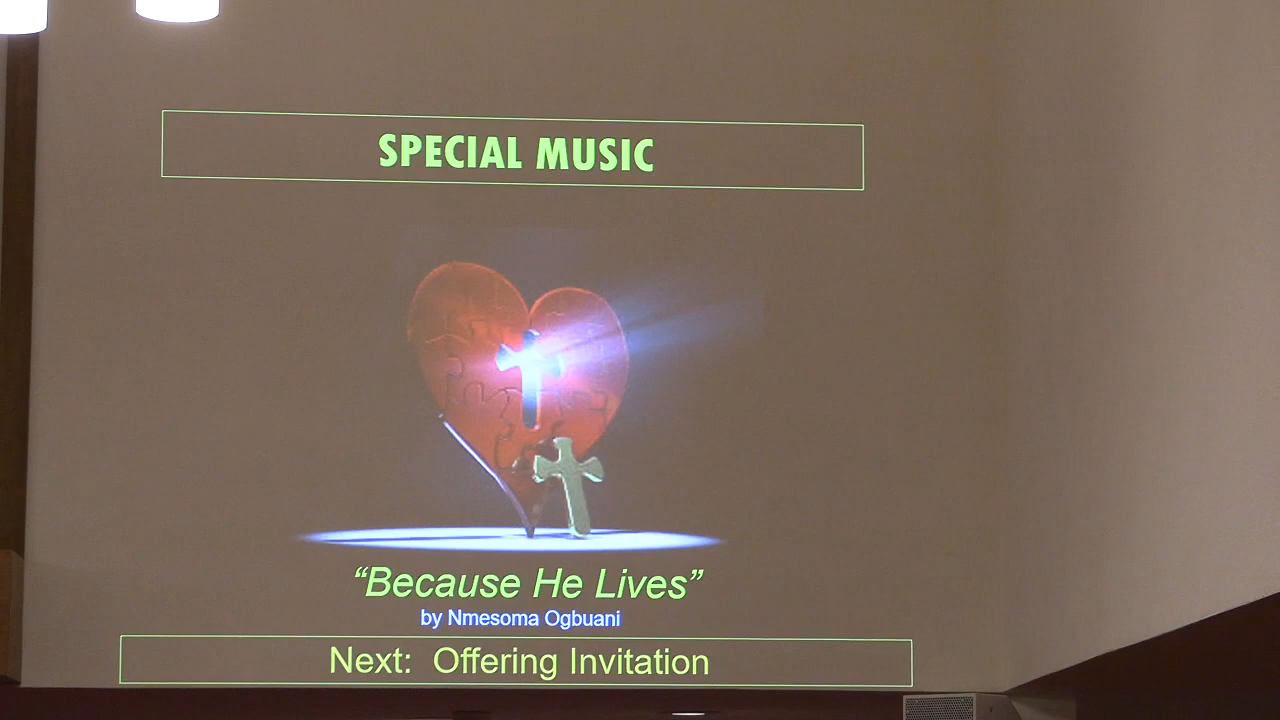 SPECIAL MUSIC
“Because He Lives”
by Nmesoma Ogbuani
Next: Offering Invitation